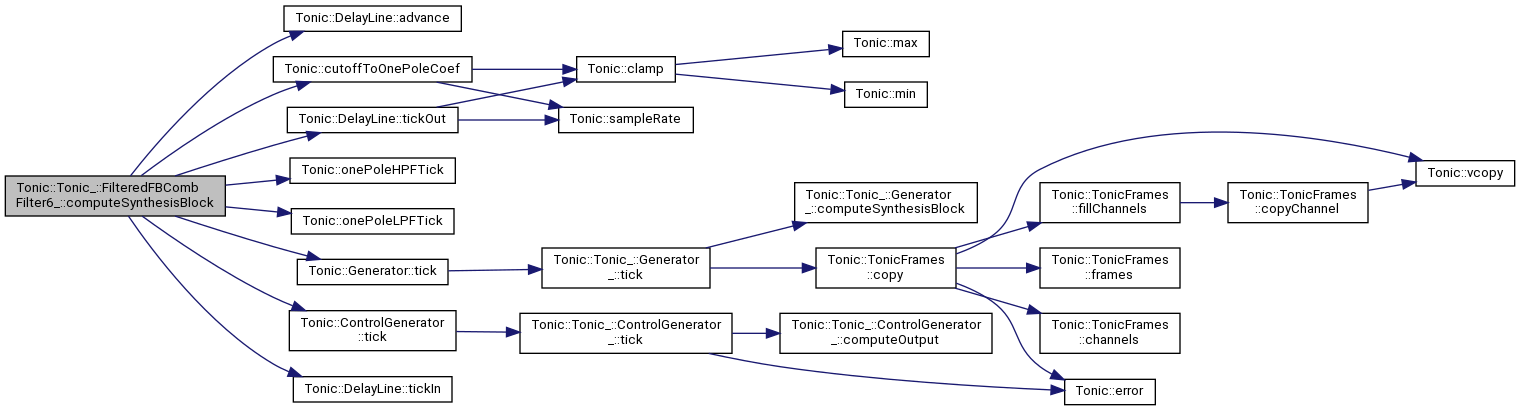 Tonic::Tonic_::FilteredFBComb
Filter6_::computeSynthesisBlock
Tonic::DelayLine::advance
Tonic::cutoffToOnePoleCoef
Tonic::DelayLine::tickOut
Tonic::onePoleHPFTick
Tonic::onePoleLPFTick
Tonic::Generator::tick
Tonic::ControlGenerator
::tick
Tonic::DelayLine::tickIn
Tonic::clamp
Tonic::sampleRate
Tonic::max
Tonic::min
Tonic::Tonic_::Generator
_::tick
Tonic::Tonic_::Generator
_::computeSynthesisBlock
Tonic::TonicFrames
::copy
Tonic::TonicFrames
::fillChannels
Tonic::TonicFrames
::copyChannel
Tonic::vcopy
Tonic::TonicFrames
::frames
Tonic::TonicFrames
::channels
Tonic::Tonic_::ControlGenerator
_::tick
Tonic::Tonic_::ControlGenerator
_::computeOutput
Tonic::error